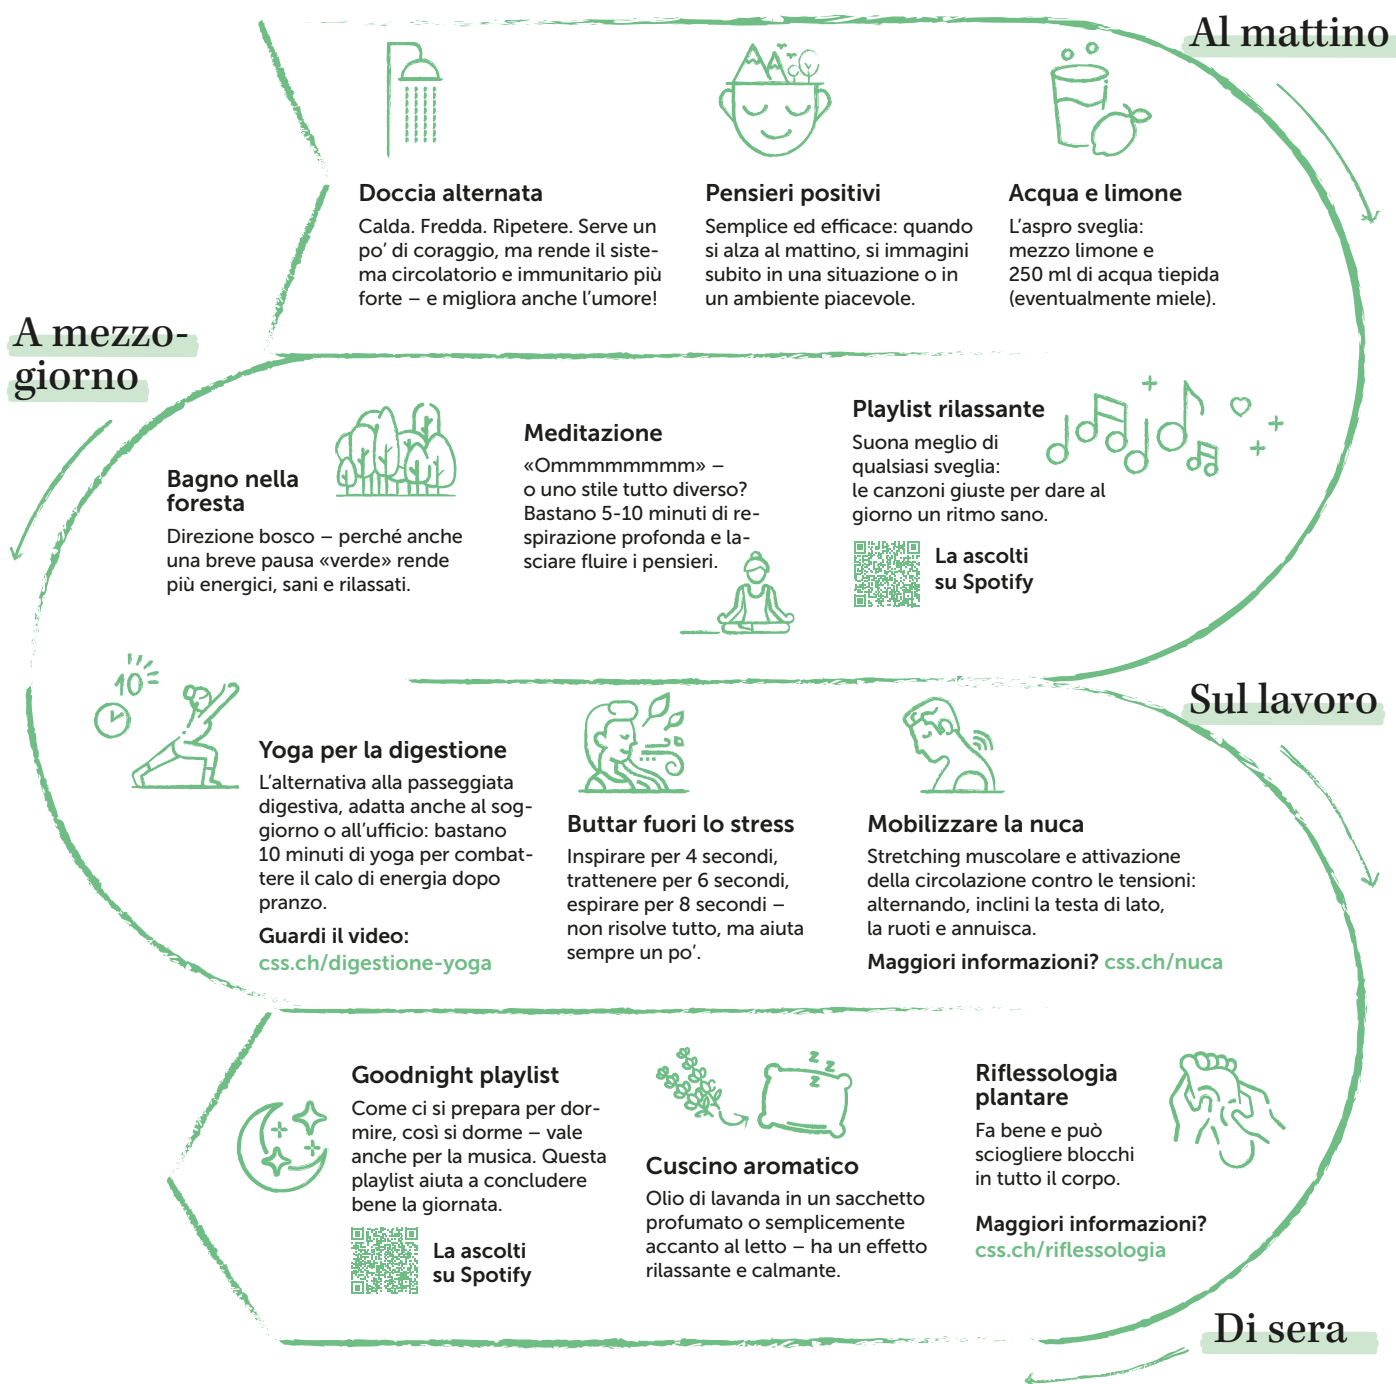 Al mattino
Doccia alternata
Calda. Fredda. Ripetere. Serve un
po’ di coraggio, ma rende il siste-
ma circolatorio e immunitario più
forte – e migliora anche l’umore!
Pensieri positivi
Semplice ed efficace: quando
si alza al mattino, si immagini
subito in una situazione o in
un ambiente piacevole.
Acqua e limone
L’aspro sveglia:
mezzo limone e
250 ml di acqua tiepida
(eventualmente miele).
Playlist rilassante
Suona meglio di
qualsiasi sveglia:
le canzoni giuste per dare al
giorno un ritmo sano.
La ascolti
su Spotify
Meditazione
«Ommmmmmmm» –
o uno stile tutto diverso?
Bastano 5-10 minuti di re-
spirazione profonda e la-
sciare fluire i pensieri.
A mezzo-
giorno
Bagno nella
foresta
Direzione bosco – perché anche
una breve pausa «verde» rende
più energici, sani e rilassati.
10
Yoga per la digestione
L’alternativa alla passeggiata
digestiva, adatta anche al sog-
giorno o all’ufficio: bastano
10 minuti di yoga per combat-
tere il calo di energia dopo
pranzo.
Guardi il video:
css.ch/digestione-yoga
Buttar fuori lo stress
Inspirare per 4 secondi,
trattenere per 6 secondi,
espirare per 8 secondi –
non risolve tutto, ma aiuta
sempre un po’.
Sul lavoro
Mobilizzare la nuca
Stretching muscolare e attivazione
della circolazione contro le tensioni:
alternando, inclini la testa di lato,
la ruoti e annuisca.
Maggiori informazioni? css.ch/nuca
Goodnight playlist
Come ci si prepara per dor-
mire, così si dorme – vale
anche per la musica. Questa
playlist aiuta a concludere
bene la giornata.
La ascolti
su Spotify
z z
z
Cuscino aromatico
Olio di lavanda in un sacchetto
profumato o semplicemente
accanto al letto – ha un effetto
rilassante e calmante.
Riflessologia
plantare
Fa bene e può
sciogliere blocchi
in tutto il corpo.
Maggiori informazioni?
css.ch/riflessologia
Di sera